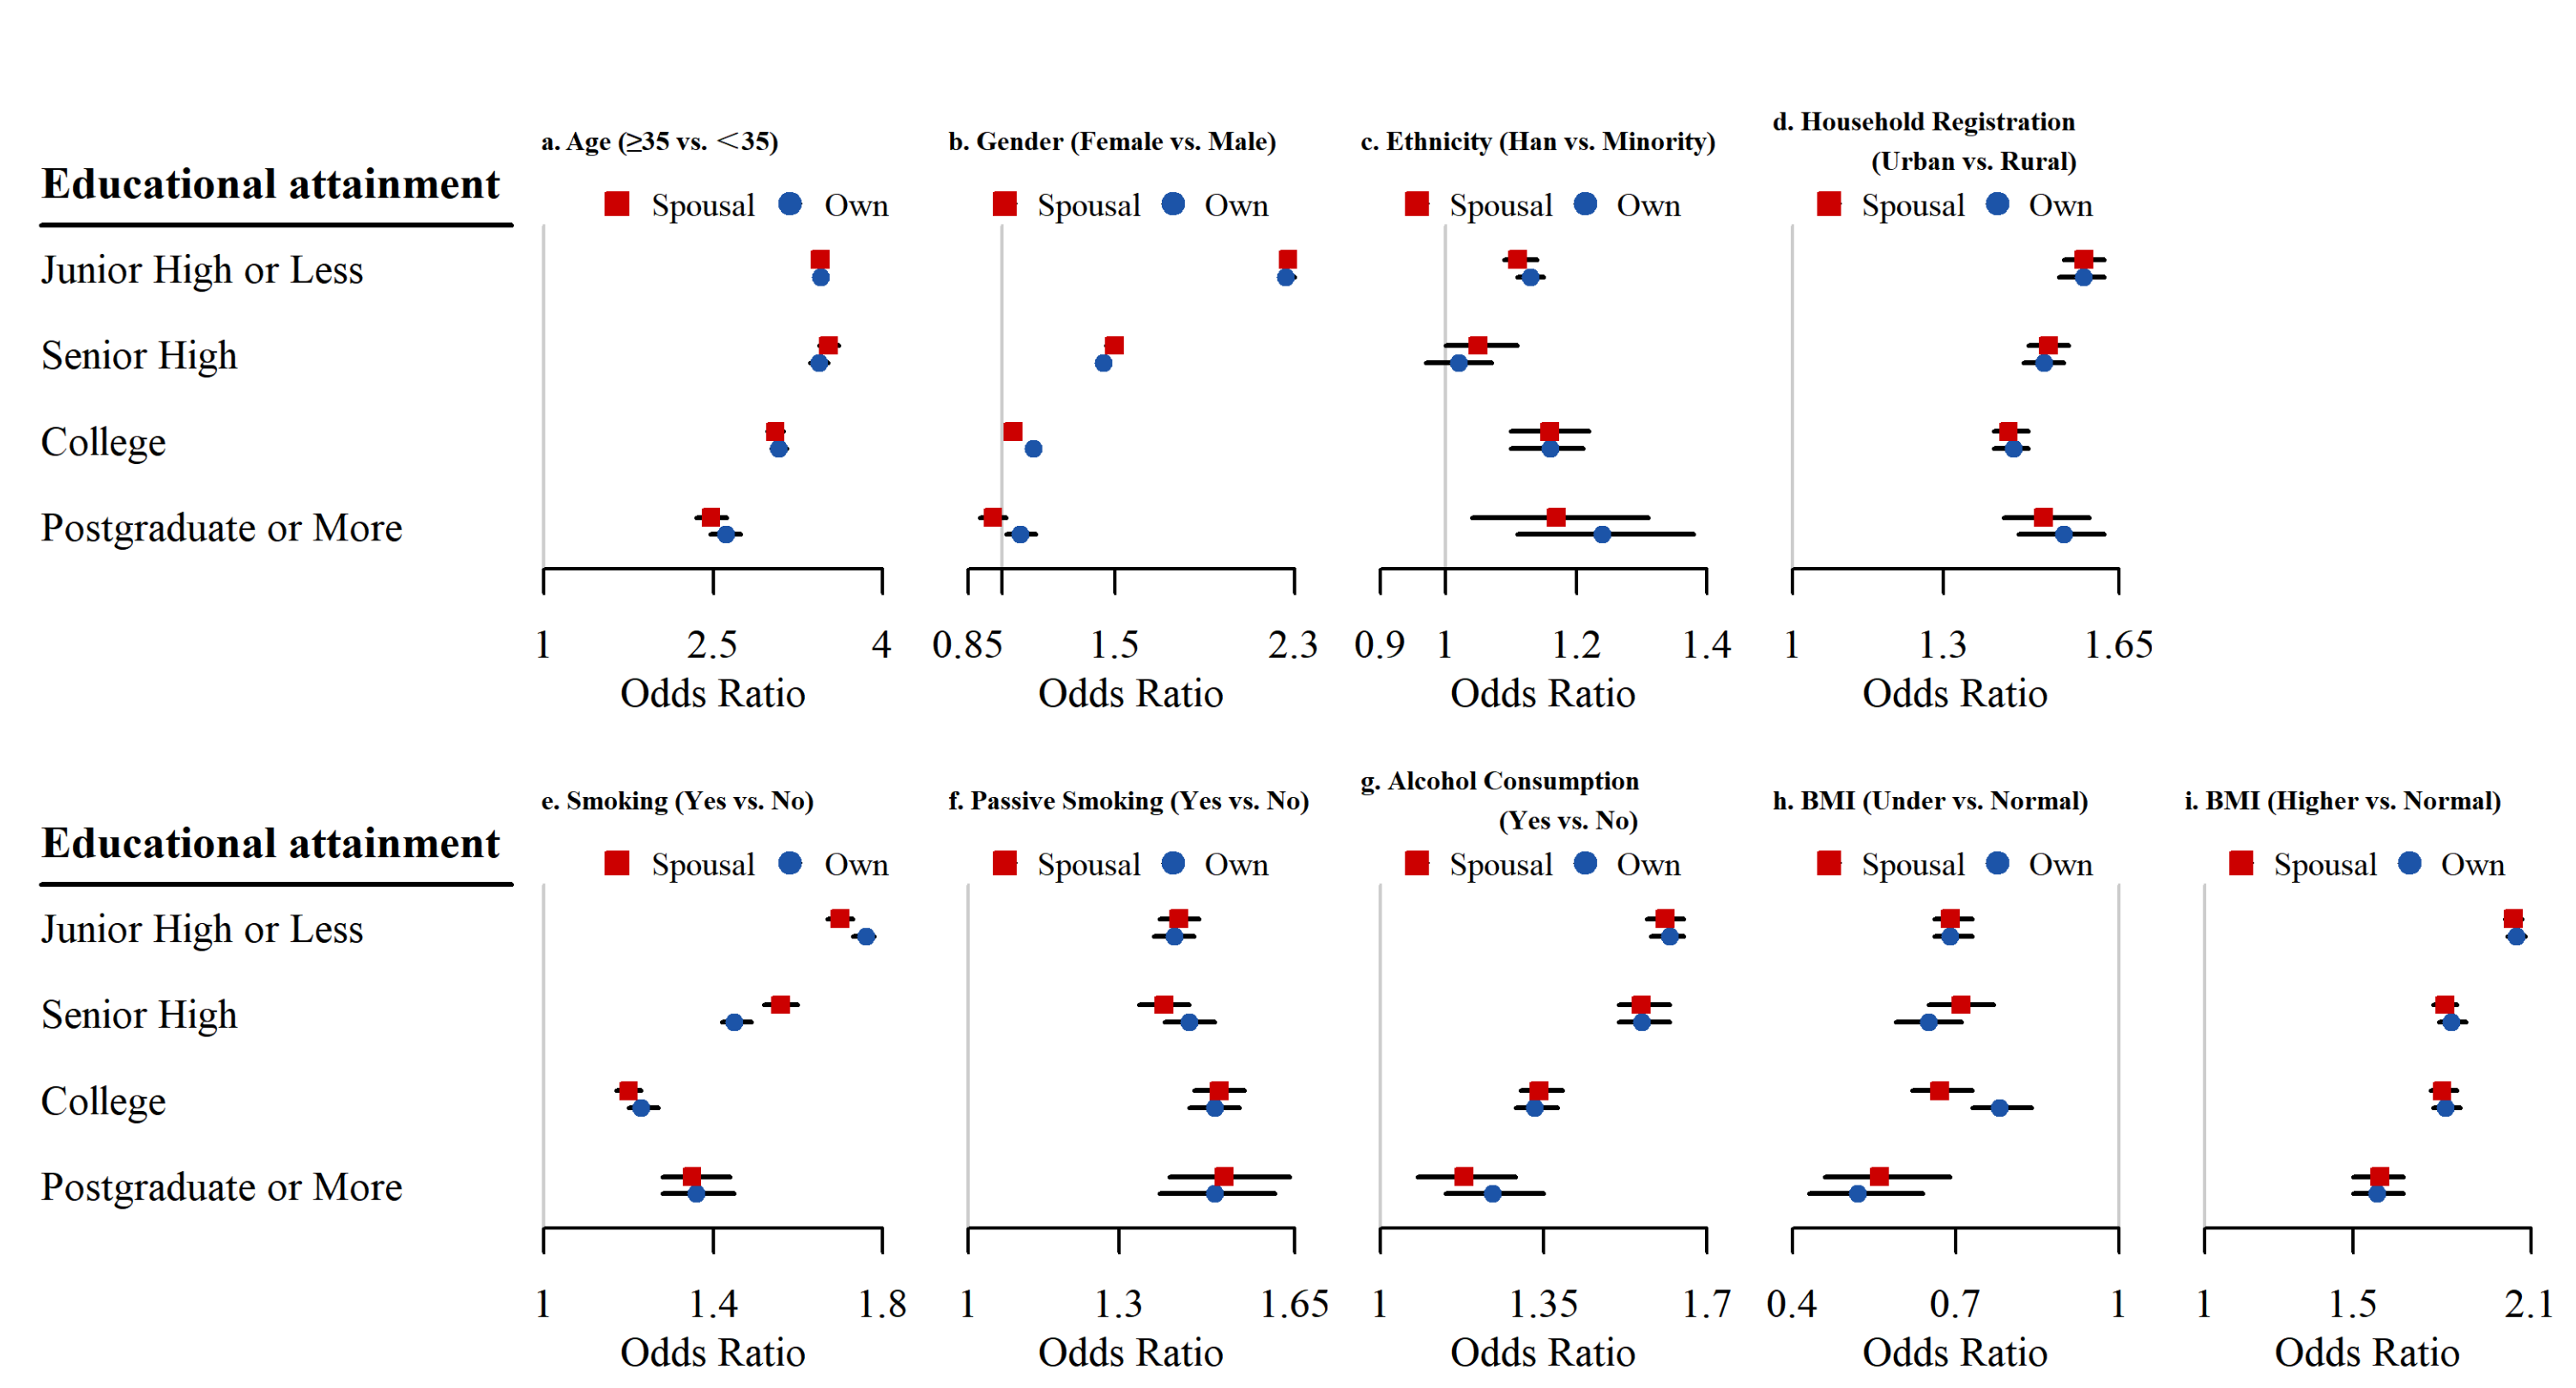 a. Age (≥35 vs. ＜35)
b. Gender (Female vs. Male)
c. Ethnicity (Han vs. Minority)
d. Household Registration
(Urban vs. Rural)
Educational attainment
Spousal Own
Spousal Own
Spousal Own
Spousal Own
Junior High or Less
Senior High
College
Postgraduate or More
1 2.5 4
0.85 1.5 2.3
0.9 1 1.2 1.4
1 1.3 1.65
Odds Ratio
Odds Ratio
Odds Ratio
Odds Ratio
e. Smoking (Yes vs. No)
f. Passive Smoking (Yes vs. No)
g. Alcohol Consumption
(Yes vs. No)
h. BMI (Under vs. Normal)
i. BMI (Higher vs. Normal)
Educational attainment
Spousal Own
Spousal Own
Spousal Own
Spousal Own
Spousal Own
Junior High or Less
Senior High
College
Postgraduate or More
1 1.4 1.8
1 1.3 1.65
1 1.35 1.7
0.4 0.7 1
1 1.5 2.1
Odds Ratio
Odds Ratio
Odds Ratio
Odds Ratio
Odds Ratio